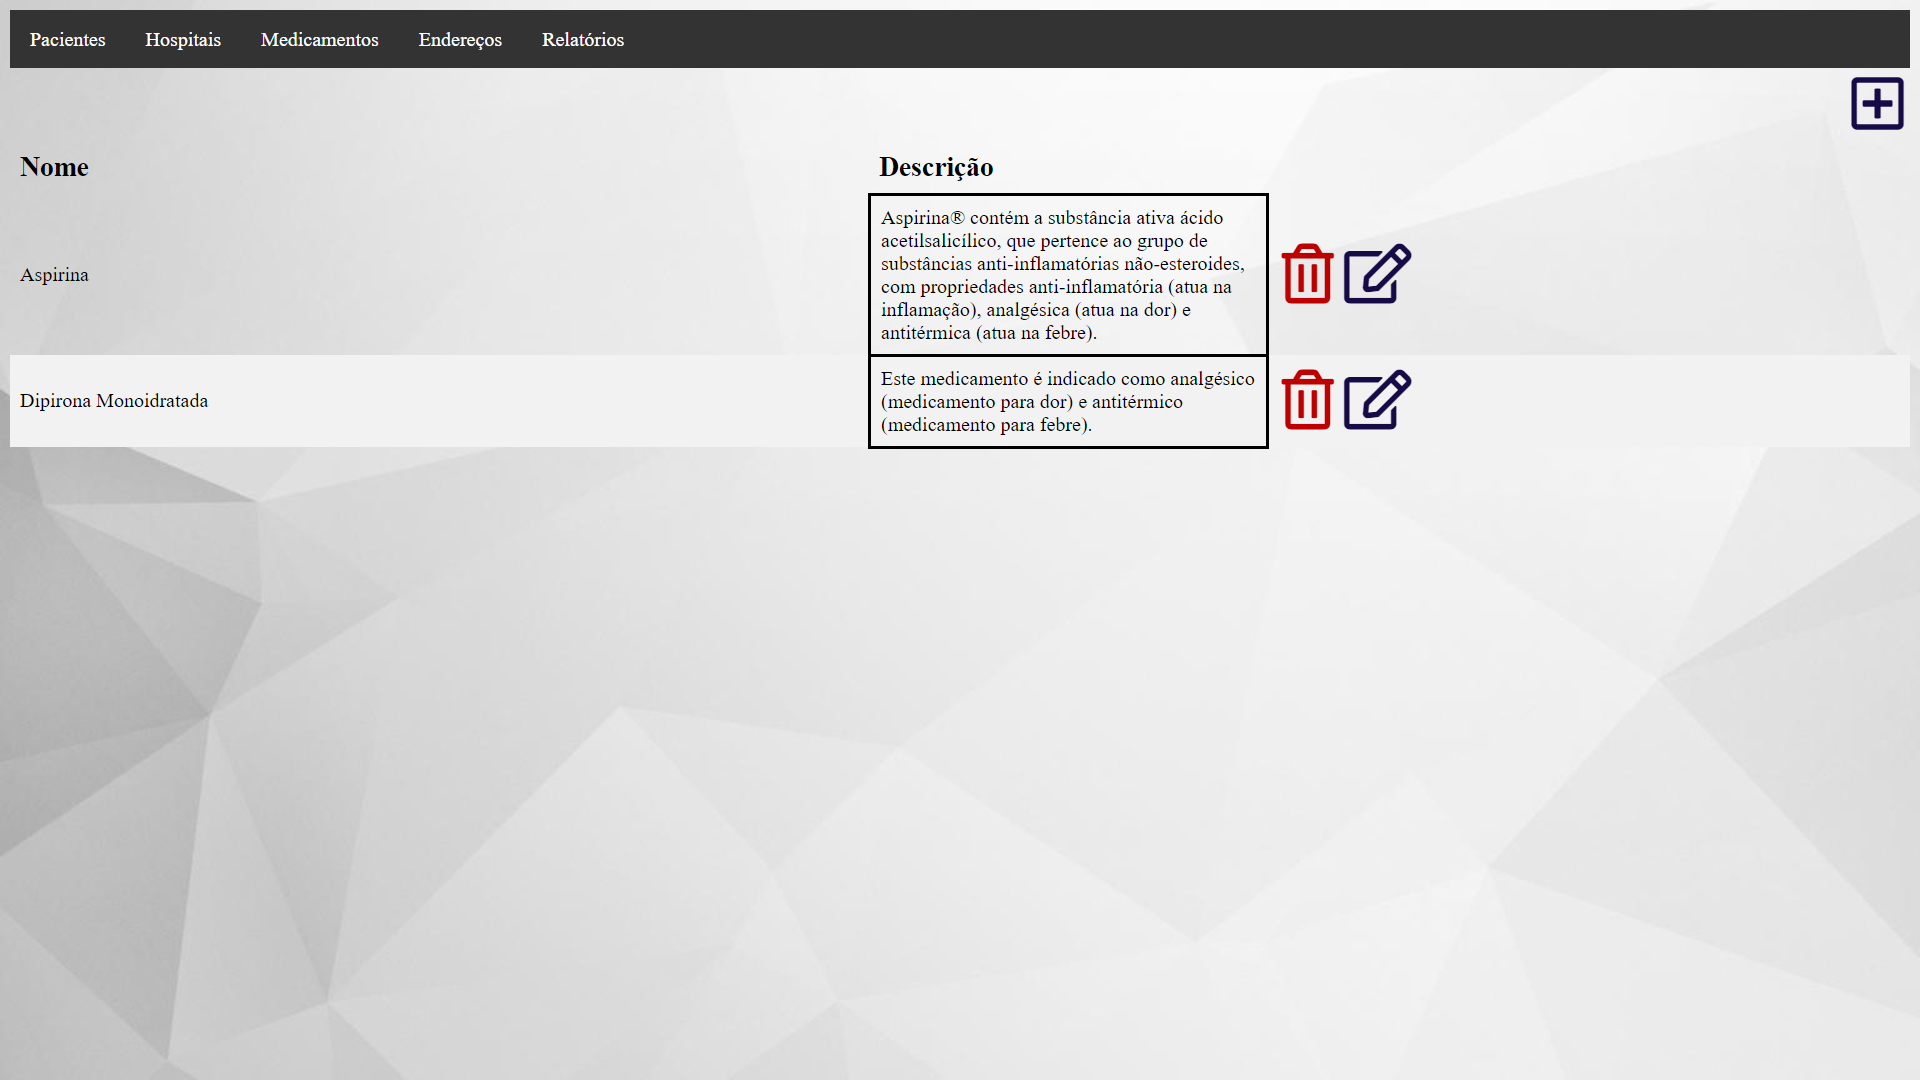 Pacientes Hospitais Medicamentos Endereços Relatórios
Nome Descrição
Aspirina® contém a substância ativa ácido
acetilsalicílico, que pertence ao grupo de
substâncias anti-inflamatórias não-esteroides,
Aspirina
com propriedades anti-inflamatória (atua na
inflamação), analgésica (atua na dor) e
antitérmica (atua na febre).
Este medicamento é indicado como analgésico
Dipirona Monoidratada
(medicamento para dor) e antitérmico
(medicamento para febre).